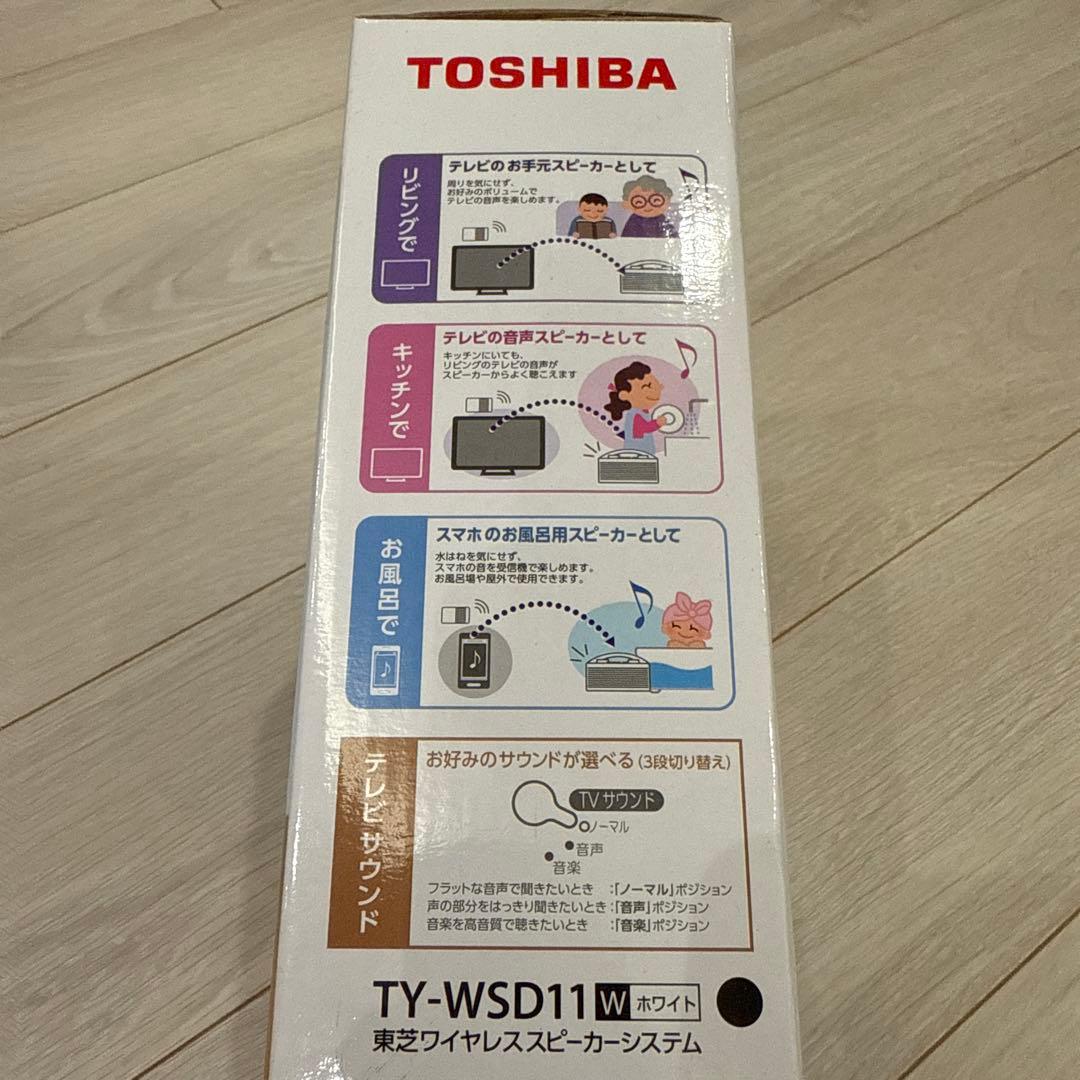 TOSHIBA
リビングで
テレビのお手元スピーカーとして
周りを気にせず、
お好みのボリュームで
テレビの音声を楽しめます。
キッチンで
テレビの音声スピーカーとして
キッチンにいても、
リビングのテレビの音声が
スピーカーからよく聴こえます
お風呂で
スマホのお風呂用スピーカーとして
水はねを気にせず、
スマホの音を受信機で楽しめます。
お風呂場や屋外で使用できます。
テレビサウンド
お好みのサウンドが選べる(3段切り替え)
TVサウンド
ノーマル
音声
音楽
フラットな音声で聞きたいとき :「ノーマル」ポジション
声の部分をはっきり聞きたいとき:「音声」ポジション
音楽を高音質で聴きたいとき :「音楽」ポジション
TY-WSD11 W ホワイト
東芝ワイヤレススピーカーシステム